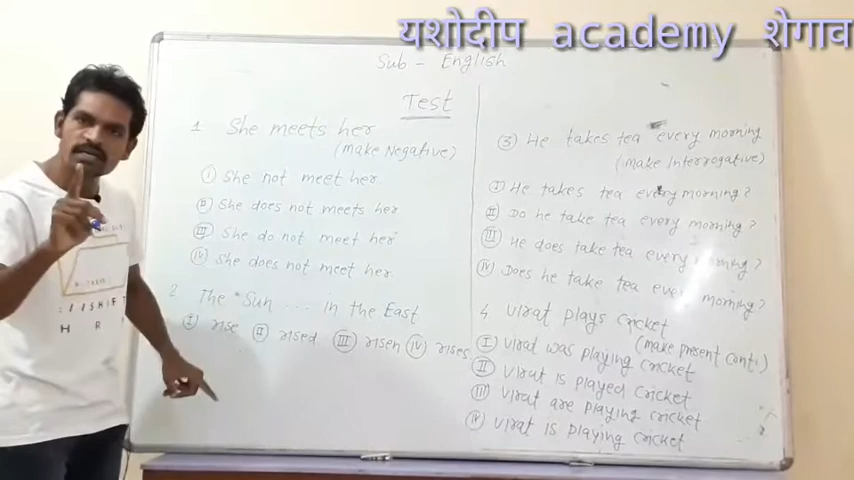 यशोदीप academy शेगाव
Sub - English
Test
1 She meets her
(make Negative)
(i) She not meet her
(ii) She does not meets her
(iii) She do not meet her
(iv) She does not meet her.
2 The Sun ..... in the East
(i) rise (ii) rised (iii) risen (iv) rises
(3) He takes tea every morning
(make Interrogative)
(i) He takes tea every morning?
(ii) Do he take tea every morning?
(iii) He does take tea every morning?
(iv) Does he take tea every morning?
4 Virat plays cricket
(make present conti.)
(i) Virat was playing cricket
(ii) Virat is played cricket
(iii) Virat are playing cricket
(iv) Virat is playing cricket